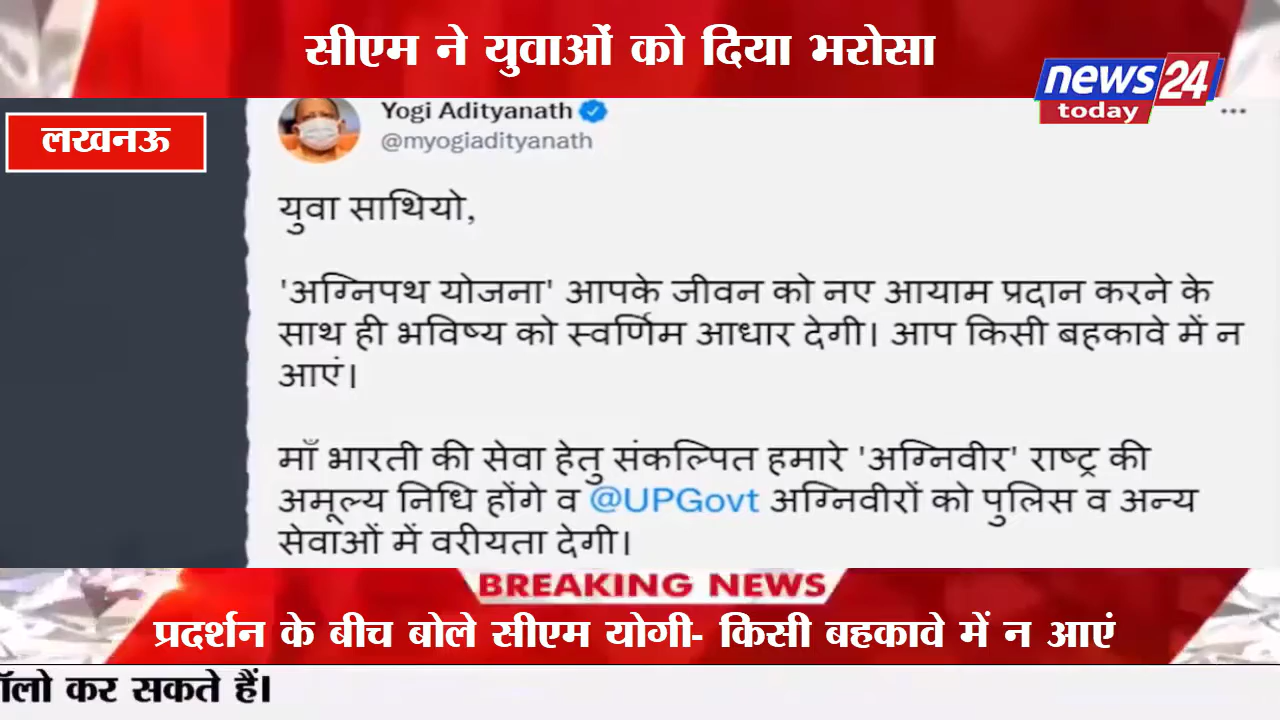 सीएम ने युवाओं को दिया भरोसा
news 24
today
लखनऊ
Yogi Adityanath
@myogiadityanath
युवा साथियो,
'अग्निपथ योजना' आपके जीवन को नए आयाम प्रदान करने के
साथ ही भविष्य को स्वर्णिम आधार देगी। आप किसी बहकावे में न
आएं।
माँ भारती की सेवा हेतु संकल्पित हमारे 'अग्निवीर' राष्ट्र की
अमूल्य निधि होंगे व @UPGovt अग्निवीरों को पुलिस व अन्य
सेवाओं में वरीयता देगी।
BREAKING NEWS
प्रदर्शन के बीच बोले सीएम योगी- किसी बहकावे में न आएं
कर सकते हैं।